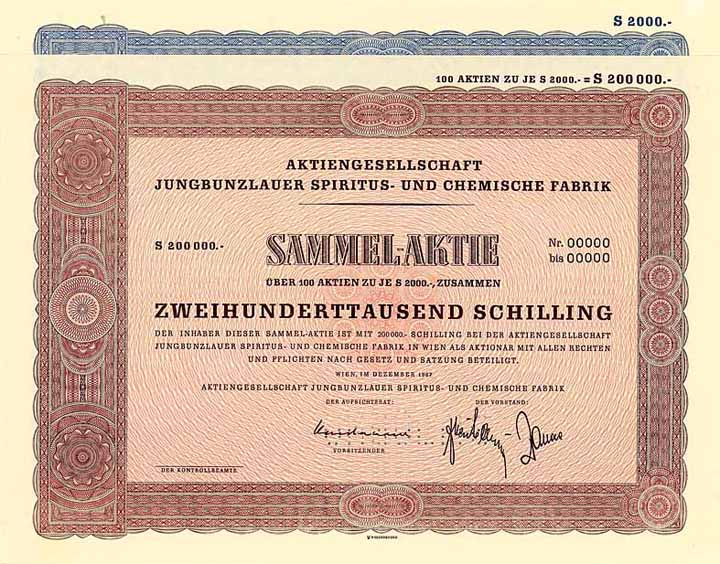 S 2000.-
100 AKTIEN ZU JE S 2000.- = S 200 000.-
AKTIENGESELLSCHAFT
JUNGBUNZLAUER SPIRITUS- UND CHEMISCHE FABRIK
S 200 000.- SAMMEL-AKTIE Nr. 00000
bis 00000
ÜBER 100 AKTIEN ZU JE S 2000.-, ZUSAMMEN
ZWEIHUNDERTTAUSEND SCHILLING
DER INHABER DIESER SAMMEL-AKTIE IST MIT 200000.- SCHILLING BEI DER AKTIENGESELLSCHAFT
JUNGBUNZLAUER SPIRITUS- UND CHEMISCHE FABRIK IN WIEN ALS AKTIONÄR MIT ALLEN RECHTEN
UND PFLICHTEN NACH GESETZ UND SATZUNG BETEILIGT.
WIEN, IM DEZEMBER 1967
AKTIENGESELLSCHAFT JUNGBUNZLAUER SPIRITUS- UND CHEMISCHE FABRIK
DER AUFSICHTSRAT: DER VORSTAND:
VORSITZENDER
DER KONTROLLBEAMTE